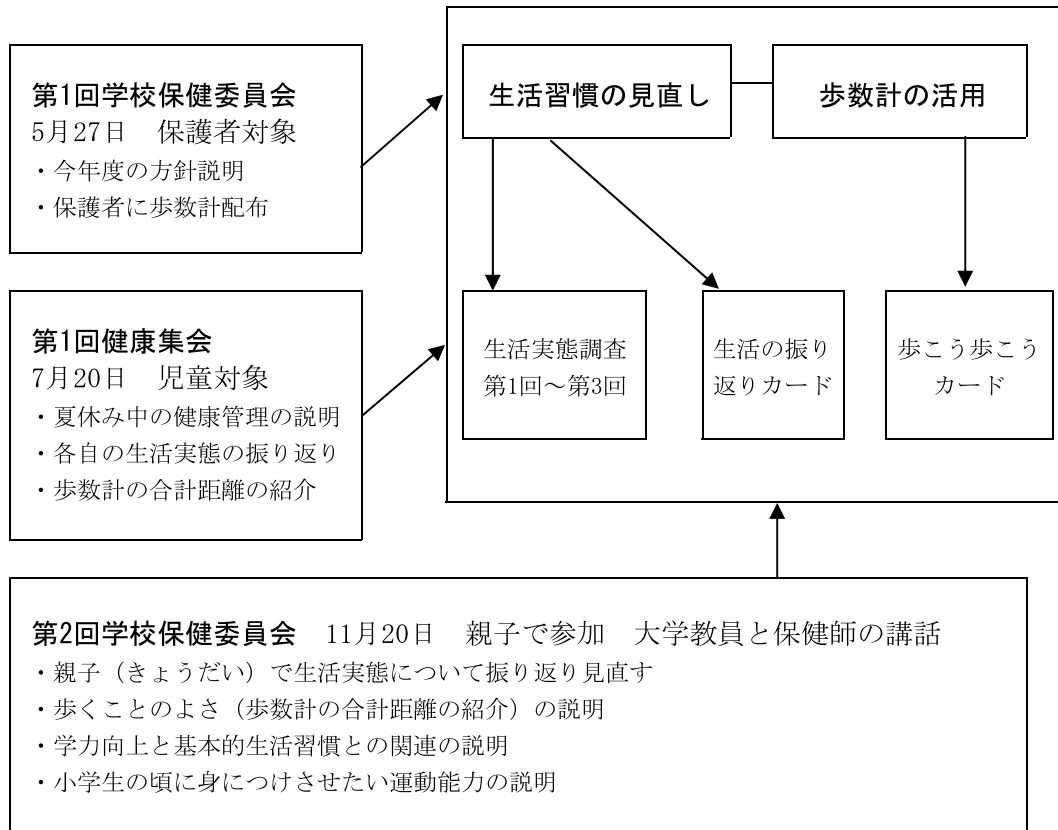 第1回学校保健委員会
5月27日　保護者対象
・今年度の方針説明
・保護者に歩数計配布
第1回健康集会
7月20日　児童対象
・夏休み中の健康管理の説明
・各自の生活実態の振り返り
・歩数計の合計距離の紹介
生活習慣の見直し
歩数計の活用
生活実態調査
第1回～第3回
生活の振り
返りカード
歩こう歩こう
カード
第2回学校保健委員会　11月20日　親子で参加　大学教員と保健師の講話
・親子（きょうだい）で生活実態について振り返り見直す
・歩くことのよさ（歩数計の合計距離の紹介）の説明
・学力向上と基本的生活習慣との関連の説明
・小学生の頃に身につけさせたい運動能力の説明